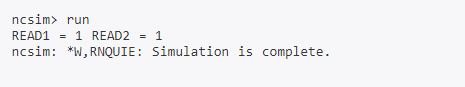 ncsim> run
READ1 = 1 READ2 = 1
ncsim: *W,RNQUIE: Simulation is complete.